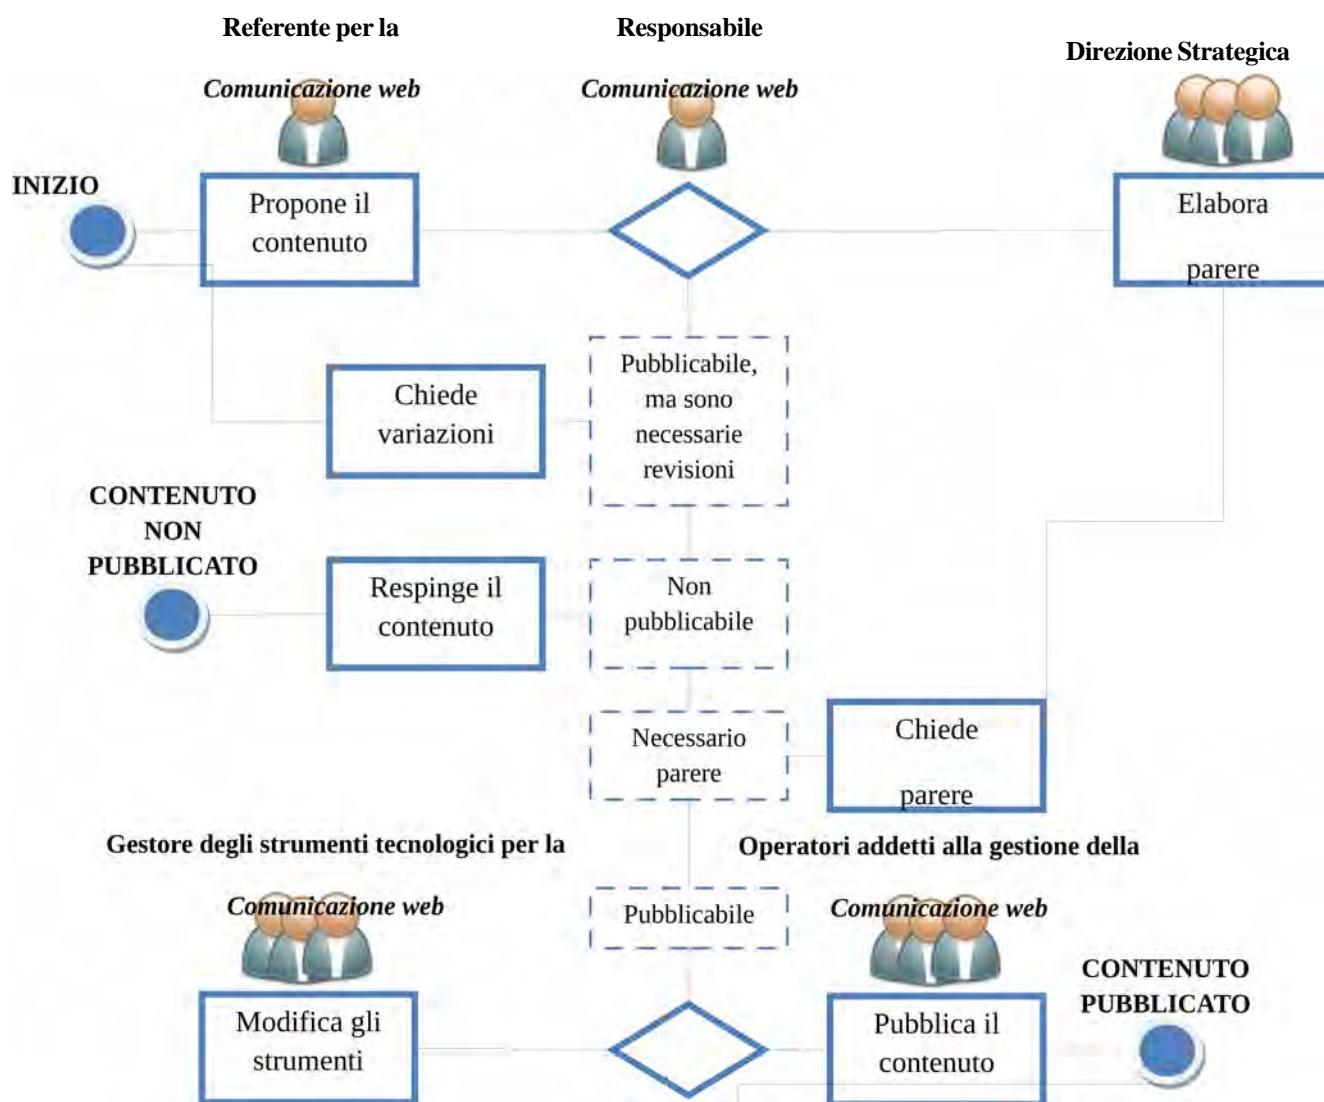 Referente per la
Comunicazione web
Responsabile
Comunicazione web
Direzione Strategica
INIZIO
Propone il
contenuto
Elabora
parere
Chiede
variazioni
Pubblicabile,
ma sono
necessarie
revisioni
CONTENUTO
NON
PUBBLICATO
Respinge il
contenuto
Non
pubblicabile
Necessario
parere
Chiede
parere
Gestore degli strumenti tecnologici per la
Comunicazione web
Pubblicabile
Operatori addetti alla gestione della
Comunicazione web
CONTENUTO
PUBBLICATO
Modifica gli
strumenti
Pubblica il
contenuto